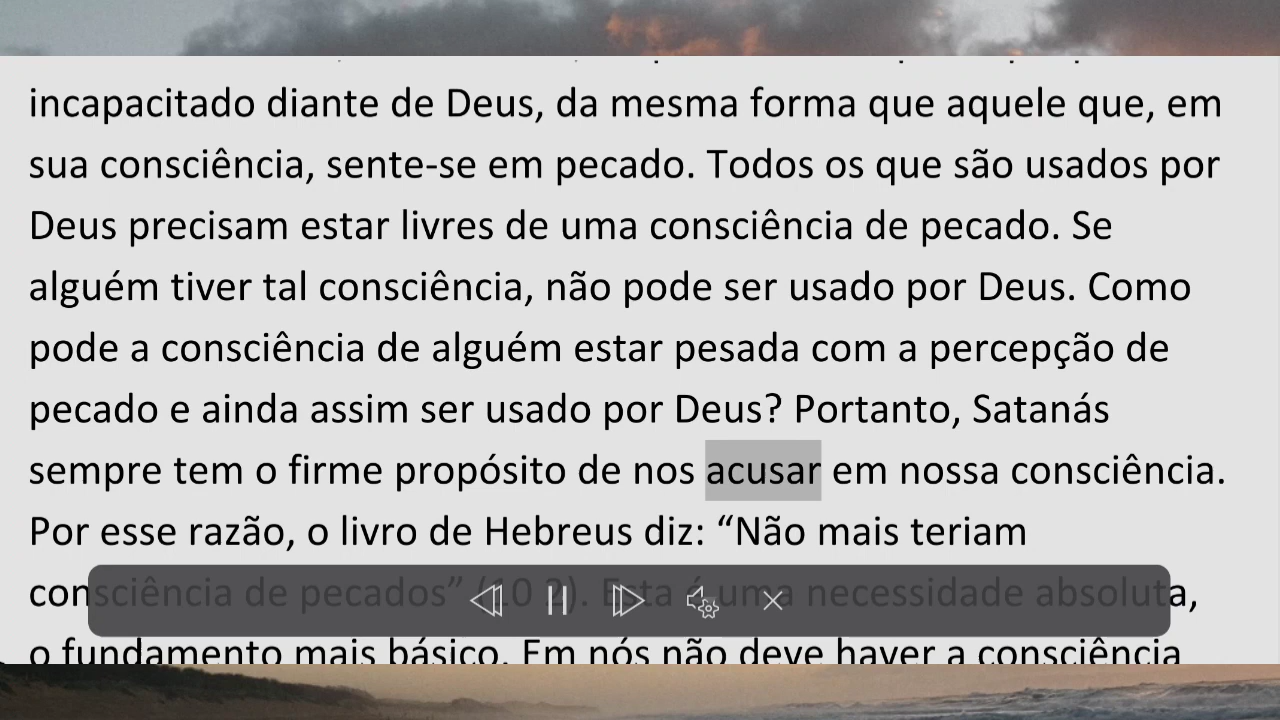 incapacitado diante de Deus, da mesma forma que aquele que, em
sua consciência, sente-se em pecado. Todos os que são usados por
Deus precisam estar livres de uma consciência de pecado. Se
alguém tiver tal consciência, não pode ser usado por Deus. Como
pode a consciência de alguém estar pesada com a percepção de
pecado e ainda assim ser usado por Deus? Portanto, Satanás
sempre tem o firme propósito de nos acusar em nossa consciência.
Por esse razão, o livro de Hebreus diz: “Não mais teriam
consciência de pecados” (10 2). Esta é uma necessidade absoluta,
o fundamento mais básico. Em nós não deve haver a consciência